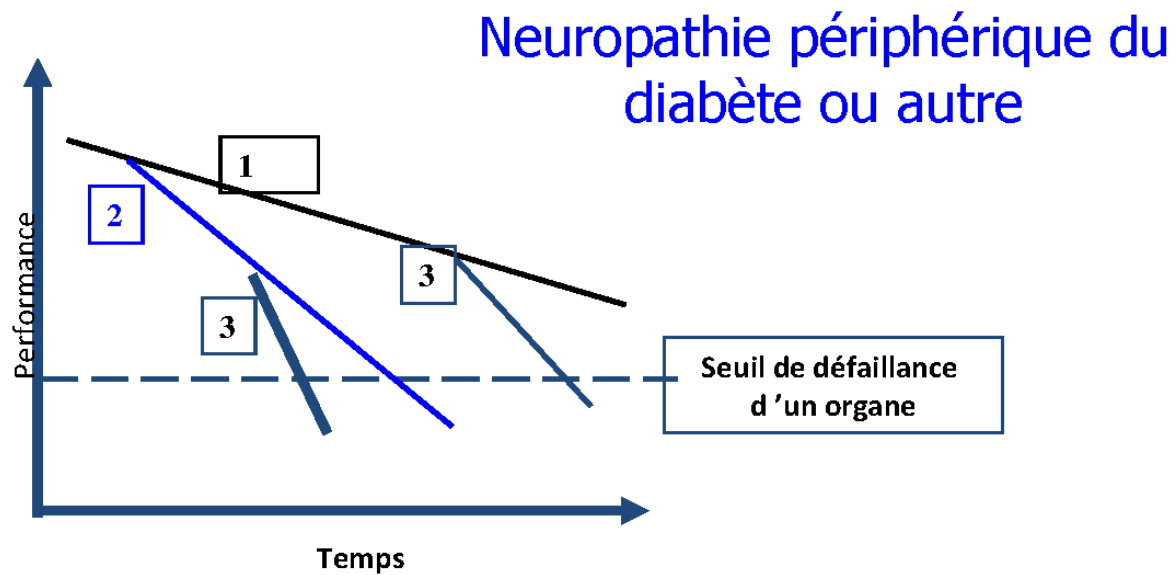 Neuropathie périphérique du
diabète ou autre
1
2
3
3
Performance
Seuil de défaillance
d ’un organe
Temps